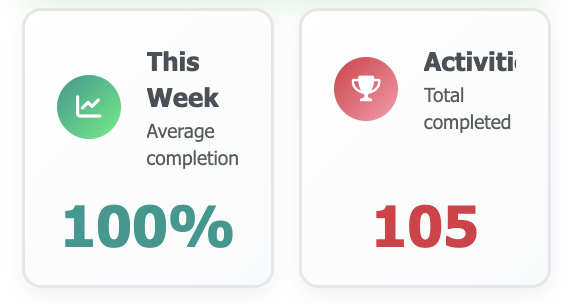 This
Week
Average
completion
100%
Activiti
Total
completed
105